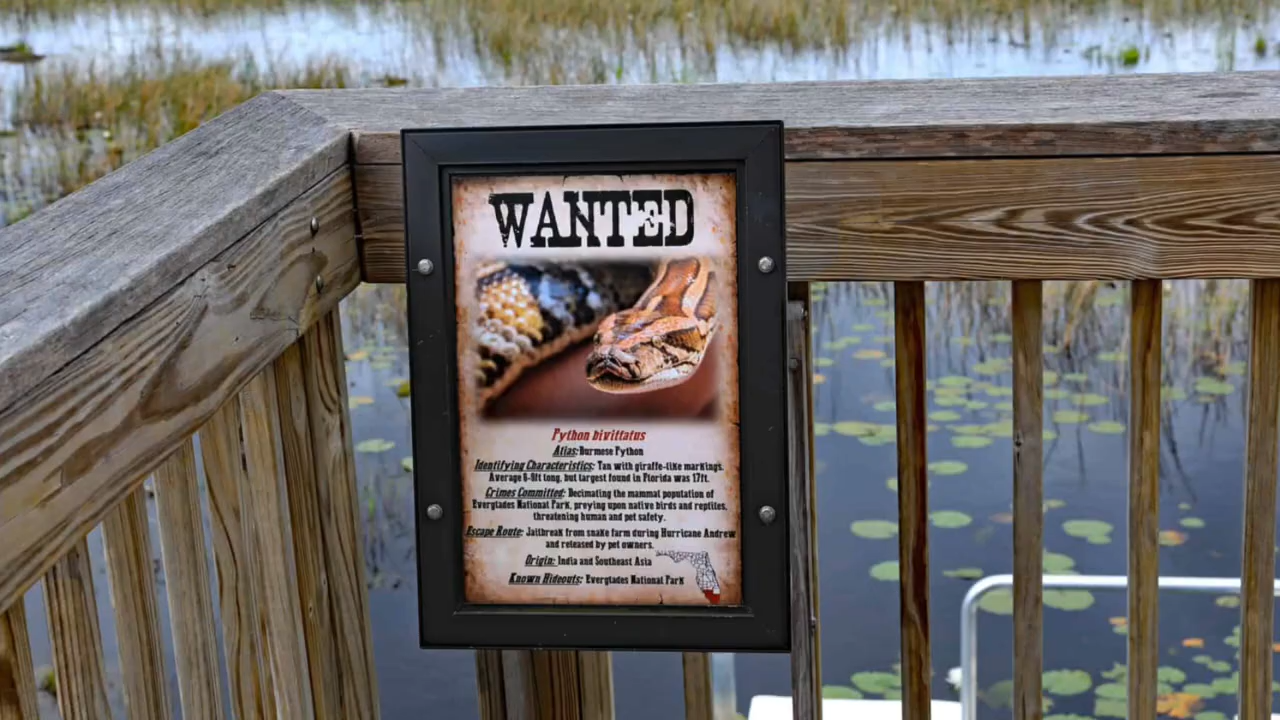 WANTED
Python bivittatus
Alias: Burmese Python
Identifying Characteristics: Tan with giraffe-like markings.
Average 6-8ft long, but largest found in Florida was 17ft.
Crimes Committed: Decimating the mammal population of
Everglades National Park, preying upon native birds and reptiles,
threatening human and pet safety.
Escape Route: Jailbreak from snake farm during Hurricane Andrew
and released by pet owners.
Origin: India and Southeast Asia
Known Hideouts: Everglades National Park